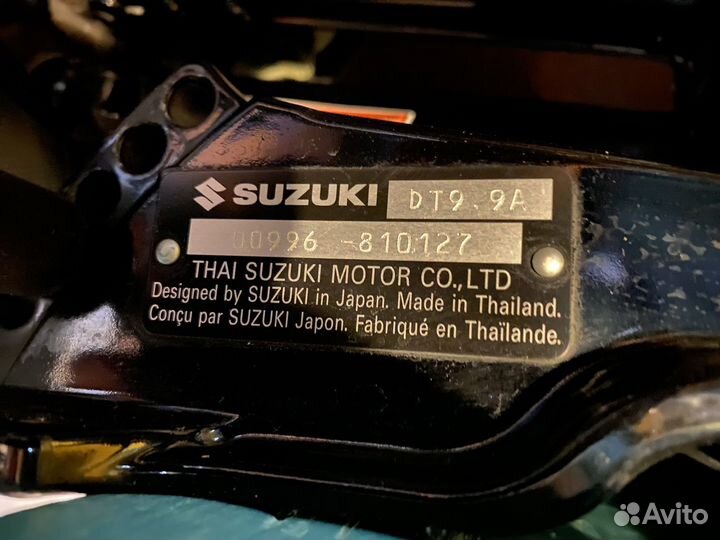 SUZUKI DT9.9A
00996-810127
THAI SUZUKI MOTOR CO.,LTD
Designed by SUZUKI in Japan. Made in Thailand.
Conçu par SUZUKI Japon. Fabriqué en Thaïlande.
Avito